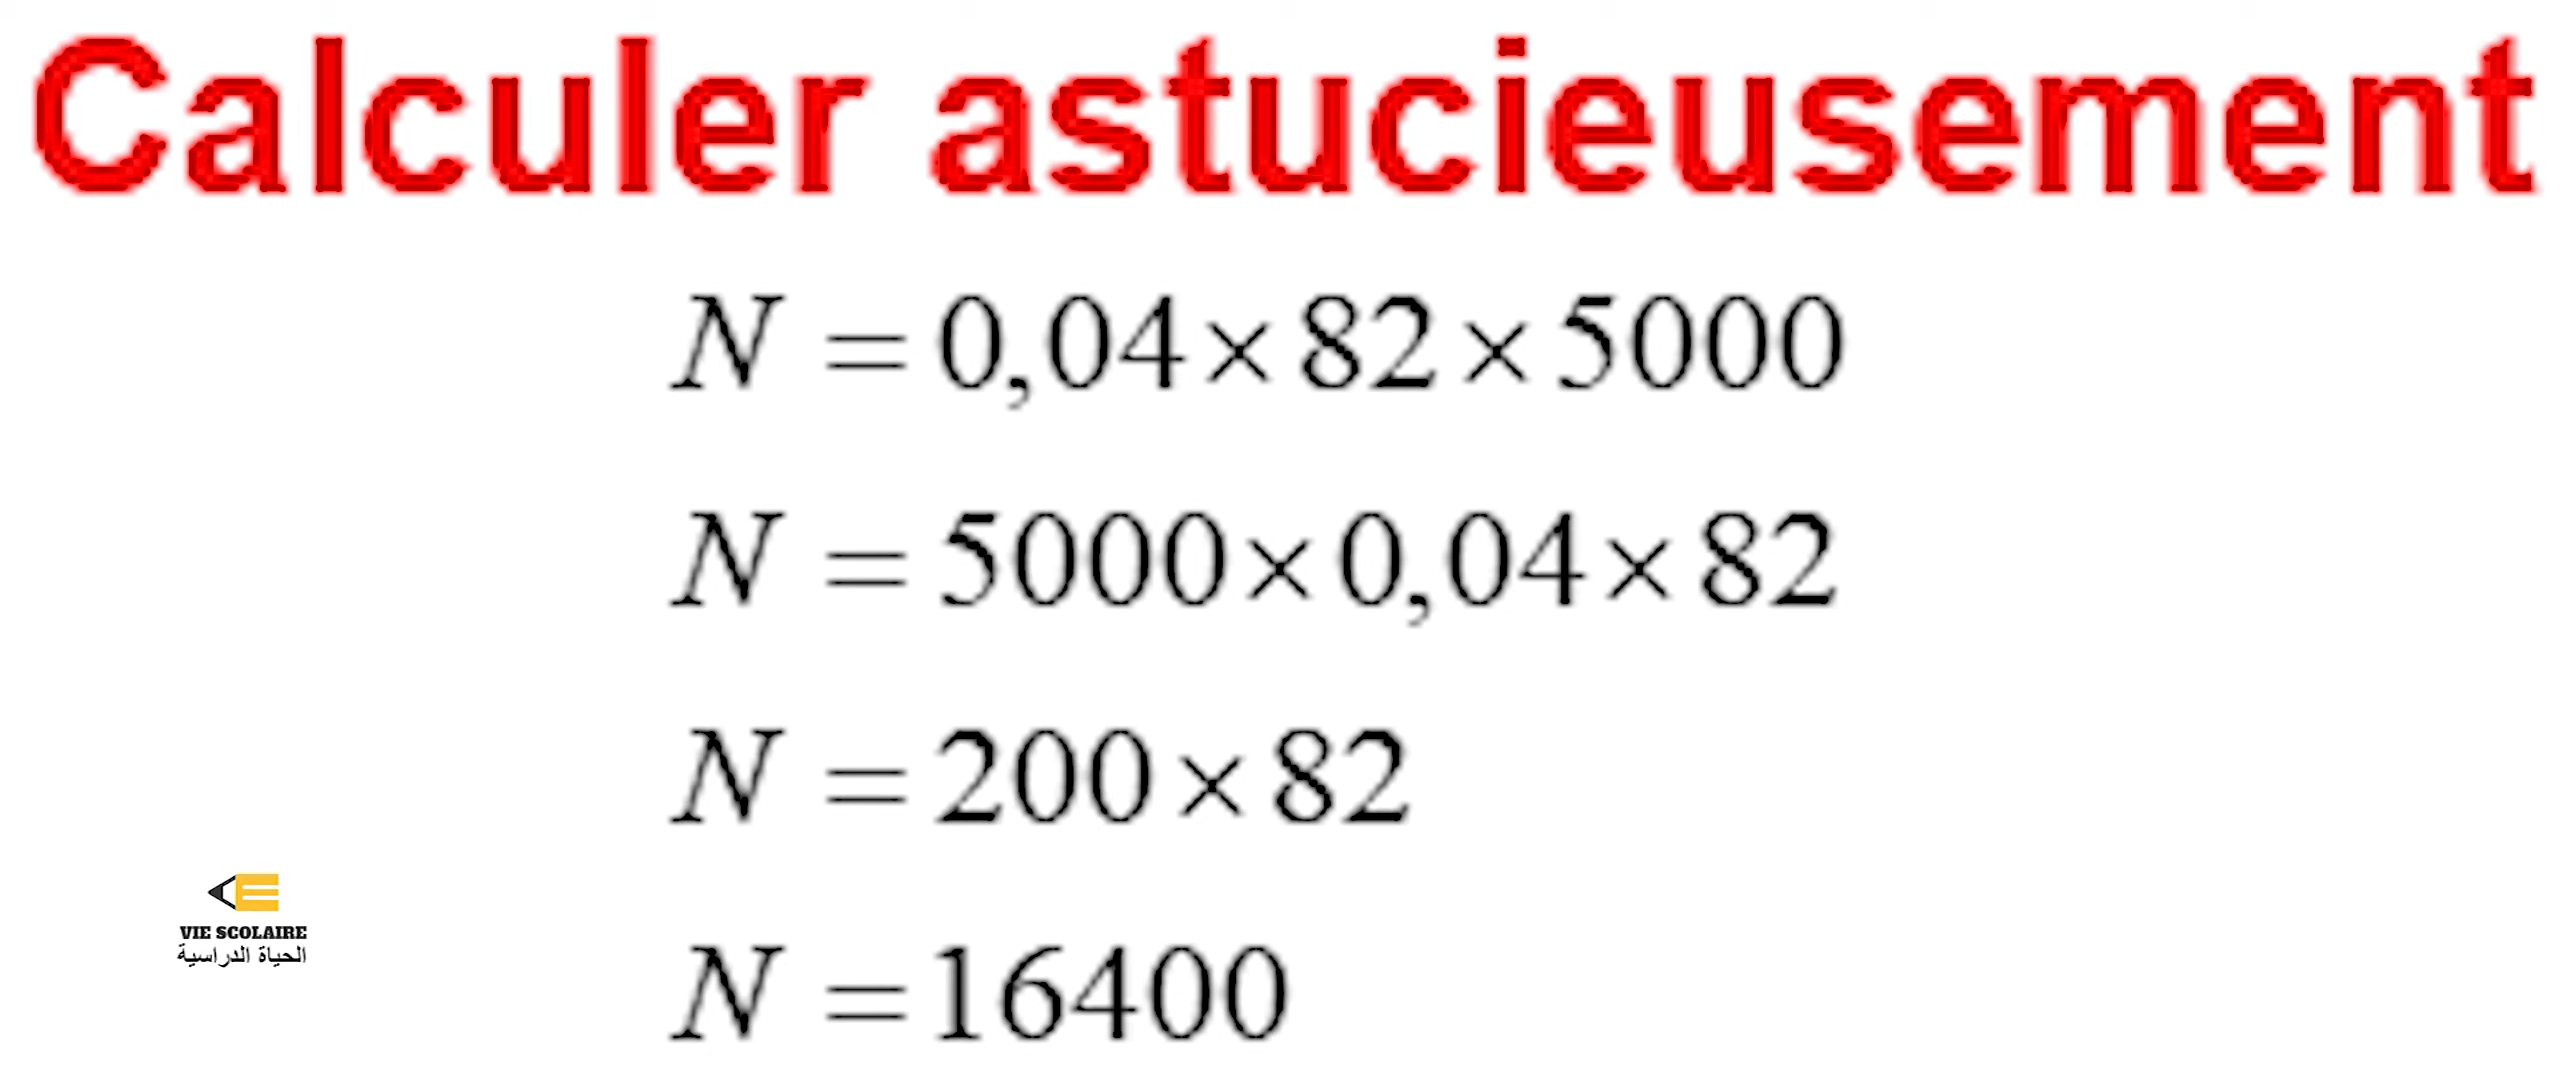 Calculer astucieusement
N = 0,04 × 82 × 5000
N = 5000 × 0,04 × 82
N = 200 × 82
N = 16400
VIE SCOLAIRE
الحياة الدراسية